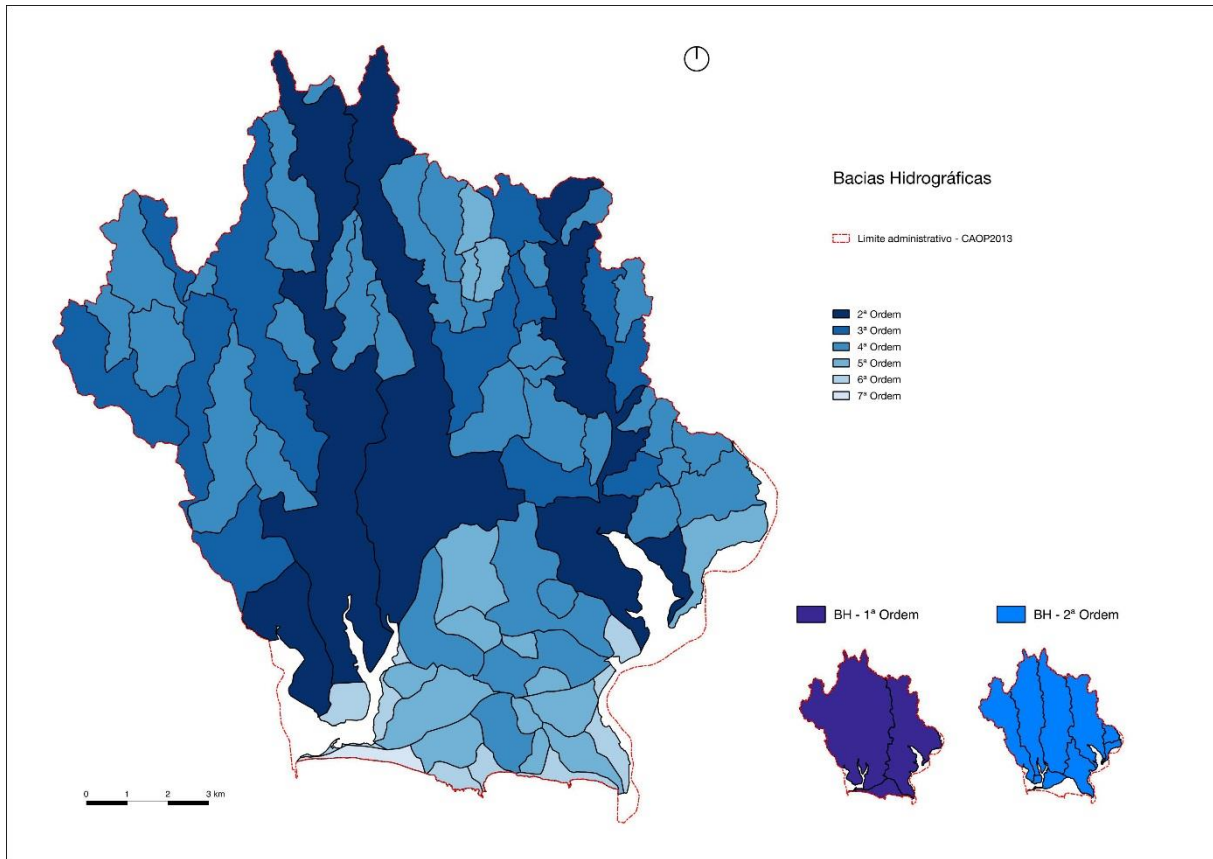 Bacias Hidrográficas
Limite administrativo - CAOP2013
2ª Ordem
3ª Ordem
4ª Ordem
5ª Ordem
6ª Ordem
7ª Ordem
BH - 1ª Ordem
BH - 2ª Ordem
0 1 2 3 km